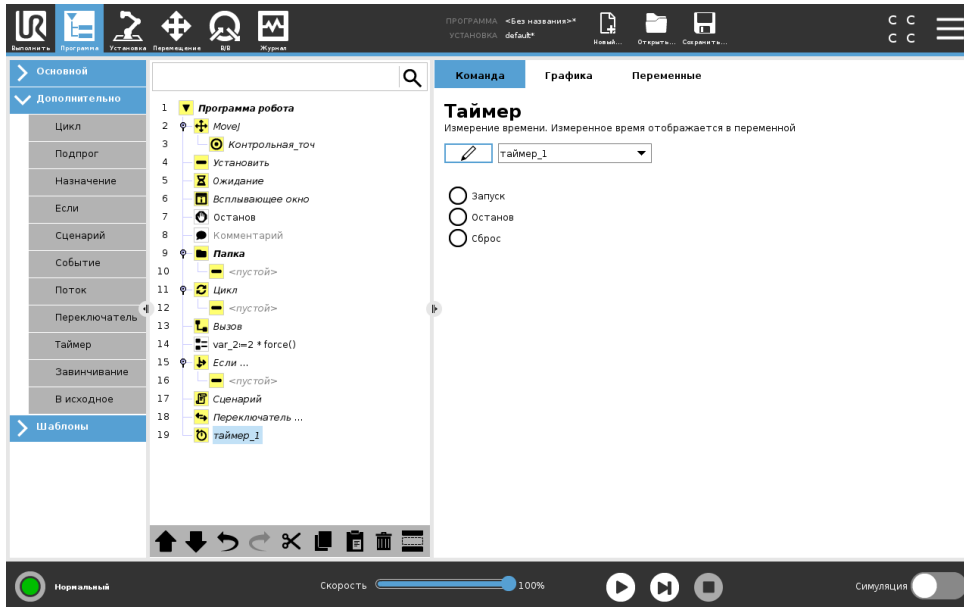 ПРОГРАММА <Без названия>*
УСТАНОВКА default*
Новый... Открыть... Сохранить...
C C
C C
Выполнить Программа Установка Перемещение В/В Журнал
Основной
Дополнительно
Цикл
Подпрог
Назначение
Если
Сценарий
Событие
Поток
Переключатель
Таймер
Завинчивание
В исходное
Шаблоны
1 Программа робота
2 MoveJ
3 Контрольная_точ
4 Установить
5 Ожидание
6 Всплывающее окно
7 Останов
8 Комментарий
9 Папка
10 <пустой>
11 Цикл
12 <пустой>
13 Вызов
14 var_2:=2 * force()
15 Если ...
16 <пустой>
17 Сценарий
18 Переключатель ...
19 таймер_1
Команда Графика Переменные
Таймер
Измерение времени. Измеренное время отображается в переменной
таймер_1
Запуск
Останов
Сброс
Нормальный
Скорость 100%
Симуляция